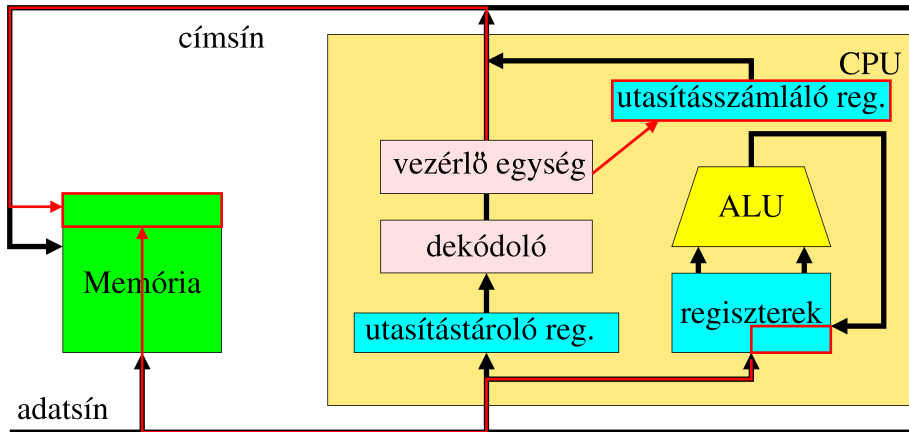 címsín
CPU
utasításszámláló reg.
vezérlő egység
ALU
dekódoló
Memória
regiszterek
utasítástároló reg.
adatsín